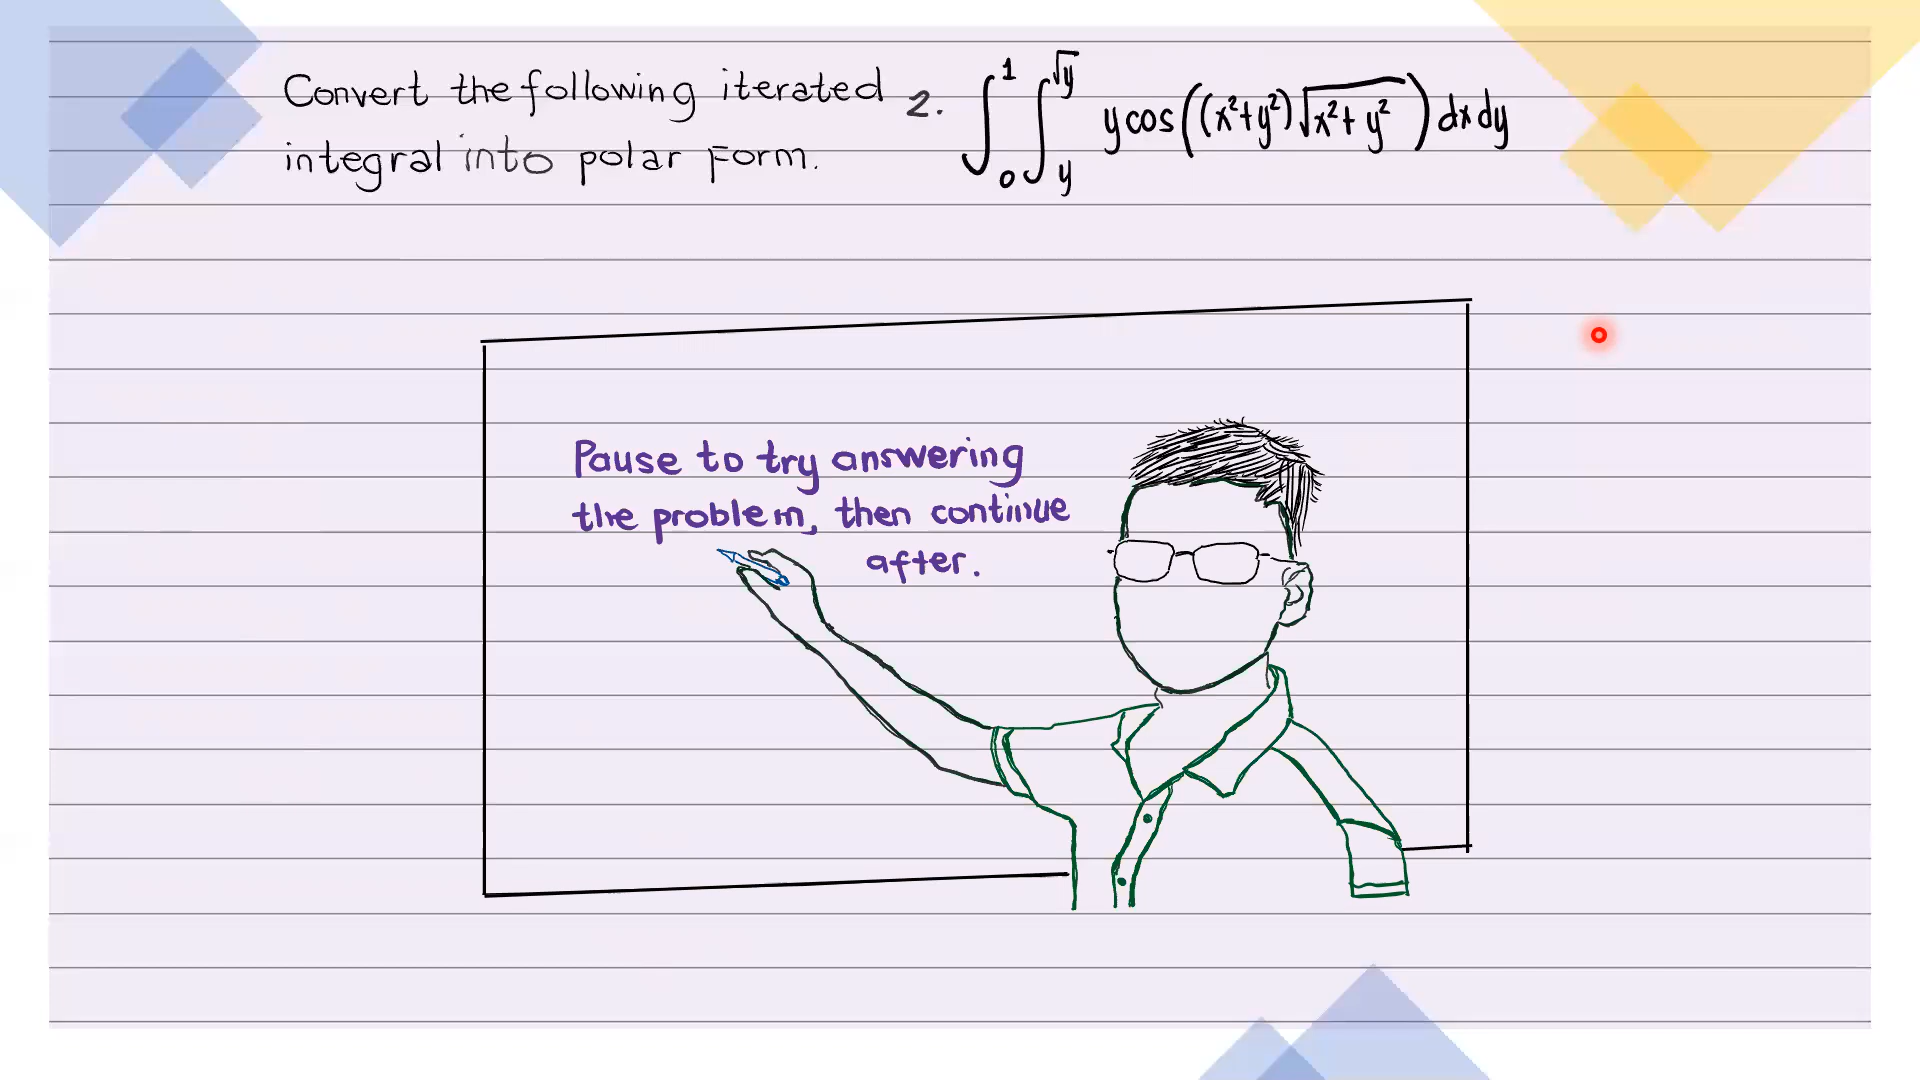 Convert the following iterated
integral into polar form.
2. ∫₀¹ ∫_y^√y y cos((x²+y²)√(x²+y²)) dx dy
Pause to try answering
the problem, then continue
after.